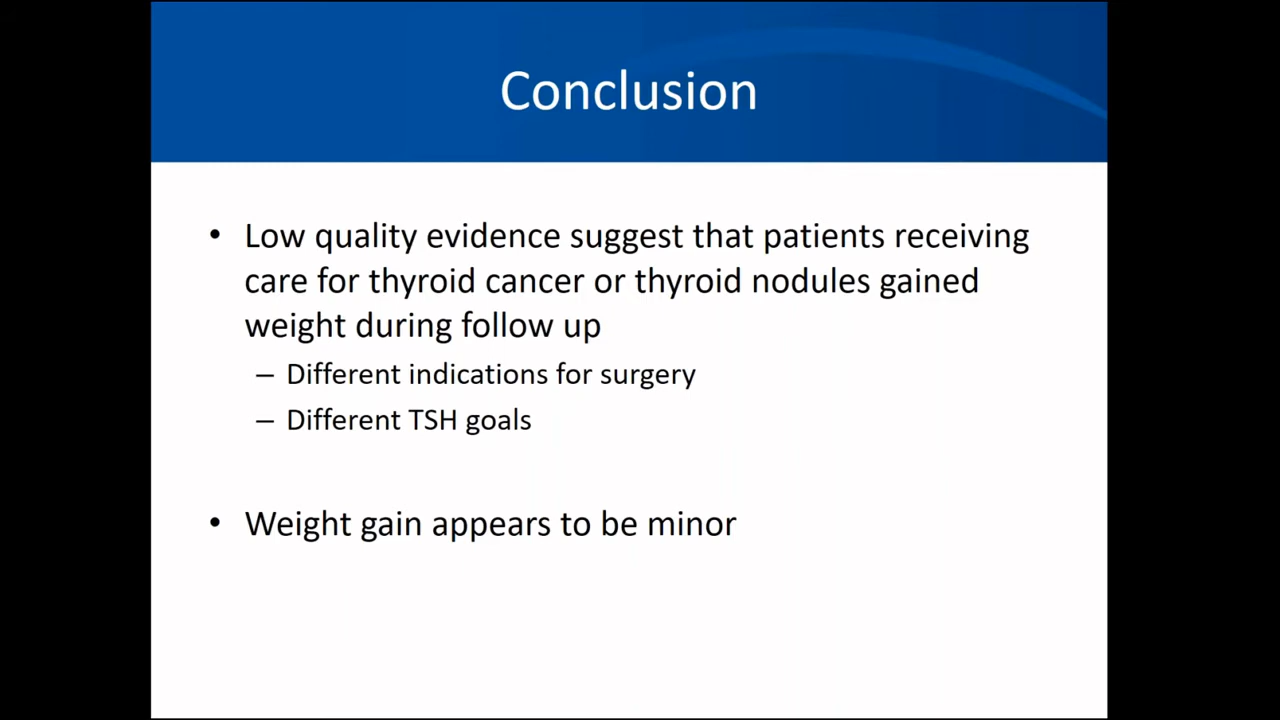 Conclusion
• Low quality evidence suggest that patients receiving
care for thyroid cancer or thyroid nodules gained
weight during follow up
– Different indications for surgery
– Different TSH goals
• Weight gain appears to be minor